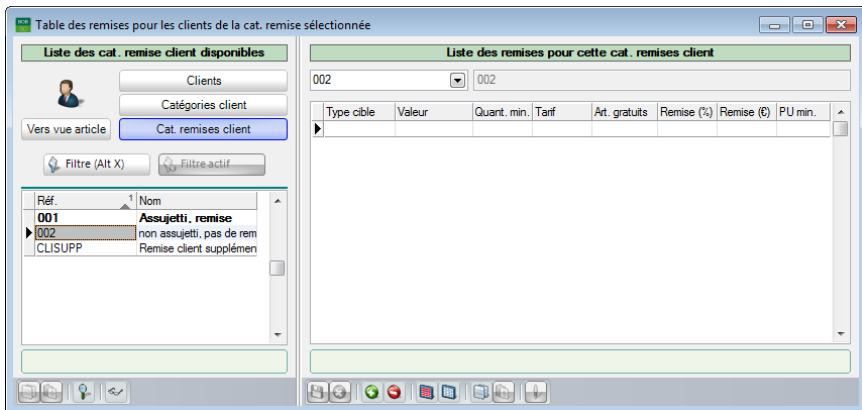 Table des remises pour les clients de la cat. remise sélectionnée
Liste des cat. remise client disponibles
Clients
Catégories client
Vers vue article
Cat. remises client
Filtre (Alt X)
Filtre actif
Réf. 1 Nom
001 Assujetti, remise
002 non assujetti, pas de rem
CLISUPP Remise client supplémen
Liste des remises pour cette cat. remises client
002 002
Type cible Valeur Quant. min. Tarif Art. gratuits Remise (%) Remise (€) PU min.